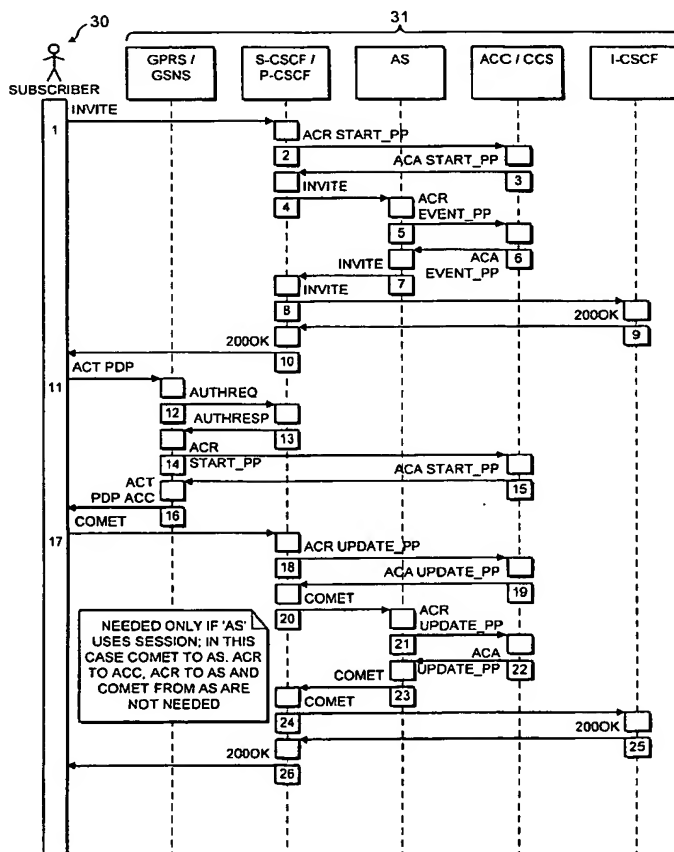 30
31
SUBSCRIBER
GPRS /
GSNS
S-CSCF /
P-CSCF
AS
ACC / CCS
I-CSCF
INVITE
1
ACR START_PP
2
ACA START_PP
3
INVITE
4
ACR
EVENT_PP
5
ACA
EVENT_PP
6
INVITE
7
INVITE
8
200OK
9
200OK
10
ACT PDP
11
AUTHREQ
12
AUTHRESP
13
ACR
START_PP
14
ACA START_PP
15
ACT
PDP ACC
16
COMET
17
ACR UPDATE_PP
18
ACA UPDATE_PP
19
COMET
20
ACR
UPDATE_PP
21
ACA
UPDATE_PP
22
COMET
23
COMET
24
200OK
25
200OK
26
NEEDED ONLY IF 'AS'
USES SESSION; IN THIS
CASE COMET TO AS. ACR
TO ACC, ACR TO AS AND
COMET FROM AS ARE
NOT NEEDED